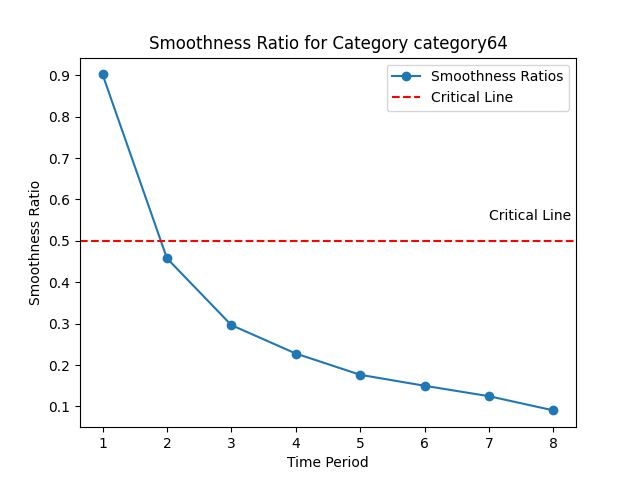 Smoothness Ratio for Category category64
Smoothness Ratios
Critical Line
Critical Line
Smoothness Ratio
0.9
0.8
0.7
0.6
0.5
0.4
0.3
0.2
0.1
1 2 3 4 5 6 7 8
Time Period